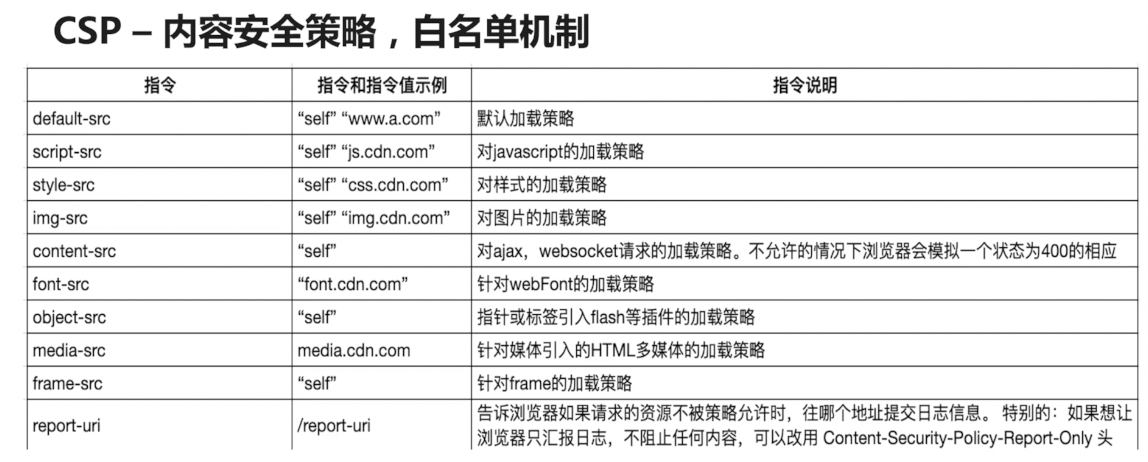 CSP – 内容安全策略，白名单机制
指令 指令和指令值示例 指令说明
default-src “self” “www.a.com” 默认加载策略
script-src “self” “js.cdn.com” 对javascript的加载策略
style-src “self” “css.cdn.com” 对样式的加载策略
img-src “self” “img.cdn.com” 对图片的加载策略
content-src “self” 对ajax，websocket请求的加载策略。不允许的情况下浏览器会模拟一个状态为400的相应
font-src “font.cdn.com” 针对webFont的加载策略
object-src “self” 指针或标签引入flash等插件的加载策略
media-src media.cdn.com 针对媒体引入的HTML多媒体的加载策略
frame-src “self” 针对frame的加载策略
report-uri /report-uri 告诉浏览器如果请求的资源不被策略允许时，往哪个地址提交日志信息。 特别的：如果想让
浏览器只汇报日志，不阻止任何内容，可以改用 Content-Security-Policy-Report-Only 头